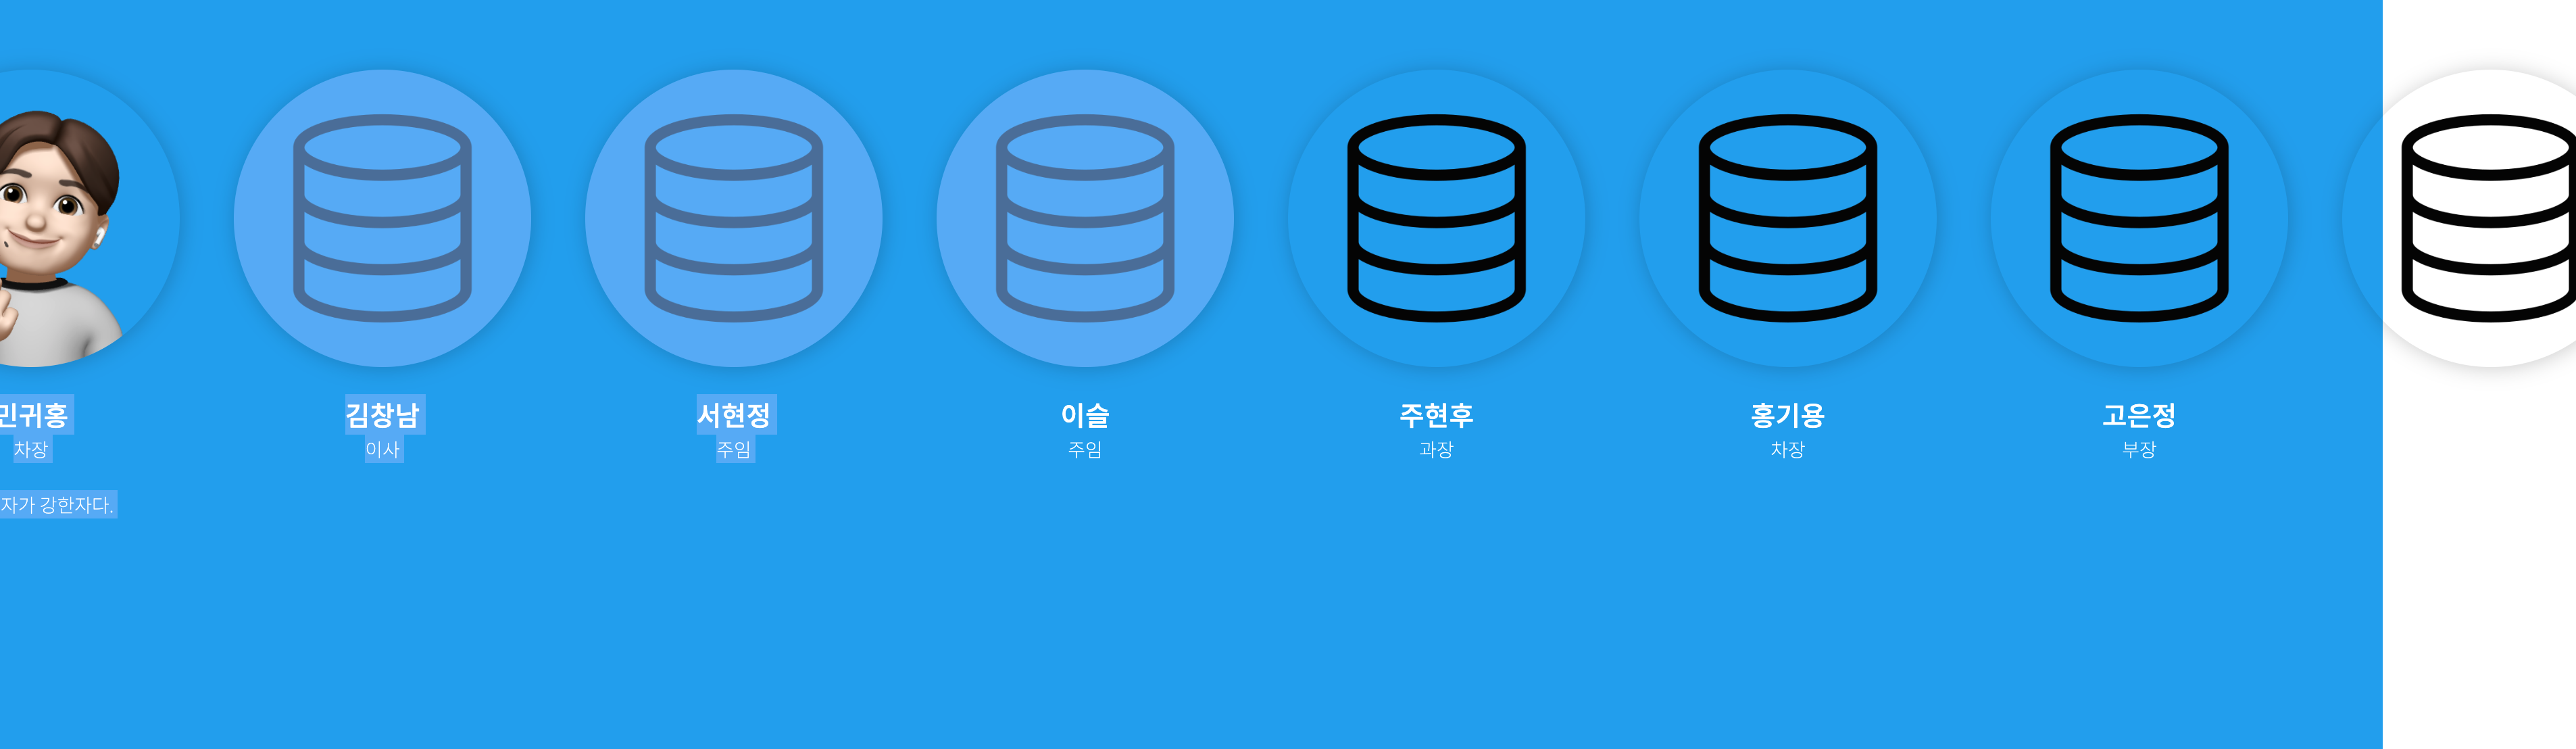 민귀홍
차장
자가 강한자다.
김창남
이사
서현정
주임
이슬
주임
주현후
과장
홍기용
차장
고은정
부장